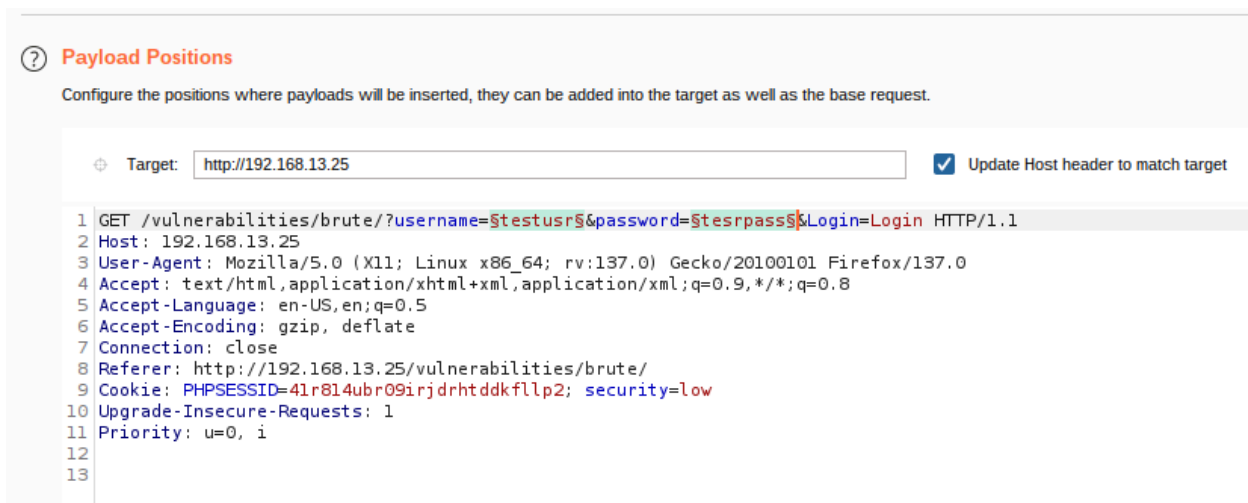 ? Payload Positions
Configure the positions where payloads will be inserted, they can be added into the target as well as the base request.
Target: http://192.168.13.25 Update Host header to match target
1 GET /vulnerabilities/brute/?username=§testusr§&password=§tesrpass§&Login=Login HTTP/1.1
2 Host: 192.168.13.25
3 User-Agent: Mozilla/5.0 (X11; Linux x86_64; rv:137.0) Gecko/20100101 Firefox/137.0
4 Accept: text/html,application/xhtml+xml,application/xml;q=0.9,*/*;q=0.8
5 Accept-Language: en-US,en;q=0.5
6 Accept-Encoding: gzip, deflate
7 Connection: close
8 Referer: http://192.168.13.25/vulnerabilities/brute/
9 Cookie: PHPSESSID=41r814ubr09irjdrhtddkfllp2; security=low
10 Upgrade-Insecure-Requests: 1
11 Priority: u=0, i
12
13